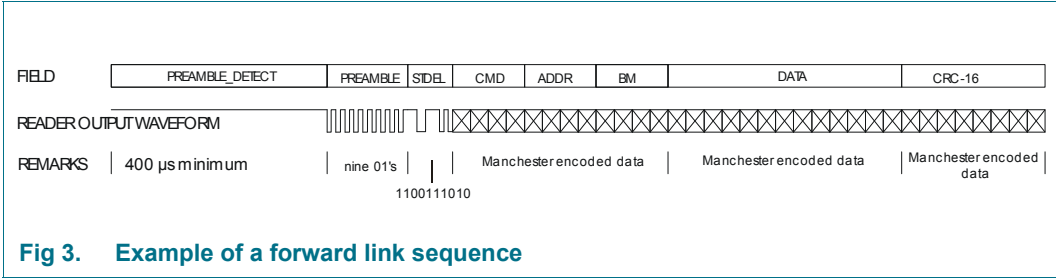 FIELD PREAMBLE_DETECT PREAMBLE STDEL CMD ADDR BM DATA CRC-16
READER OUTPUT WAVEFORM
REMARKS 400 µs minimum nine 01's Manchester encoded data Manchester encoded data Manchester encoded
data
1100111010
Fig 3. Example of a forward link sequence